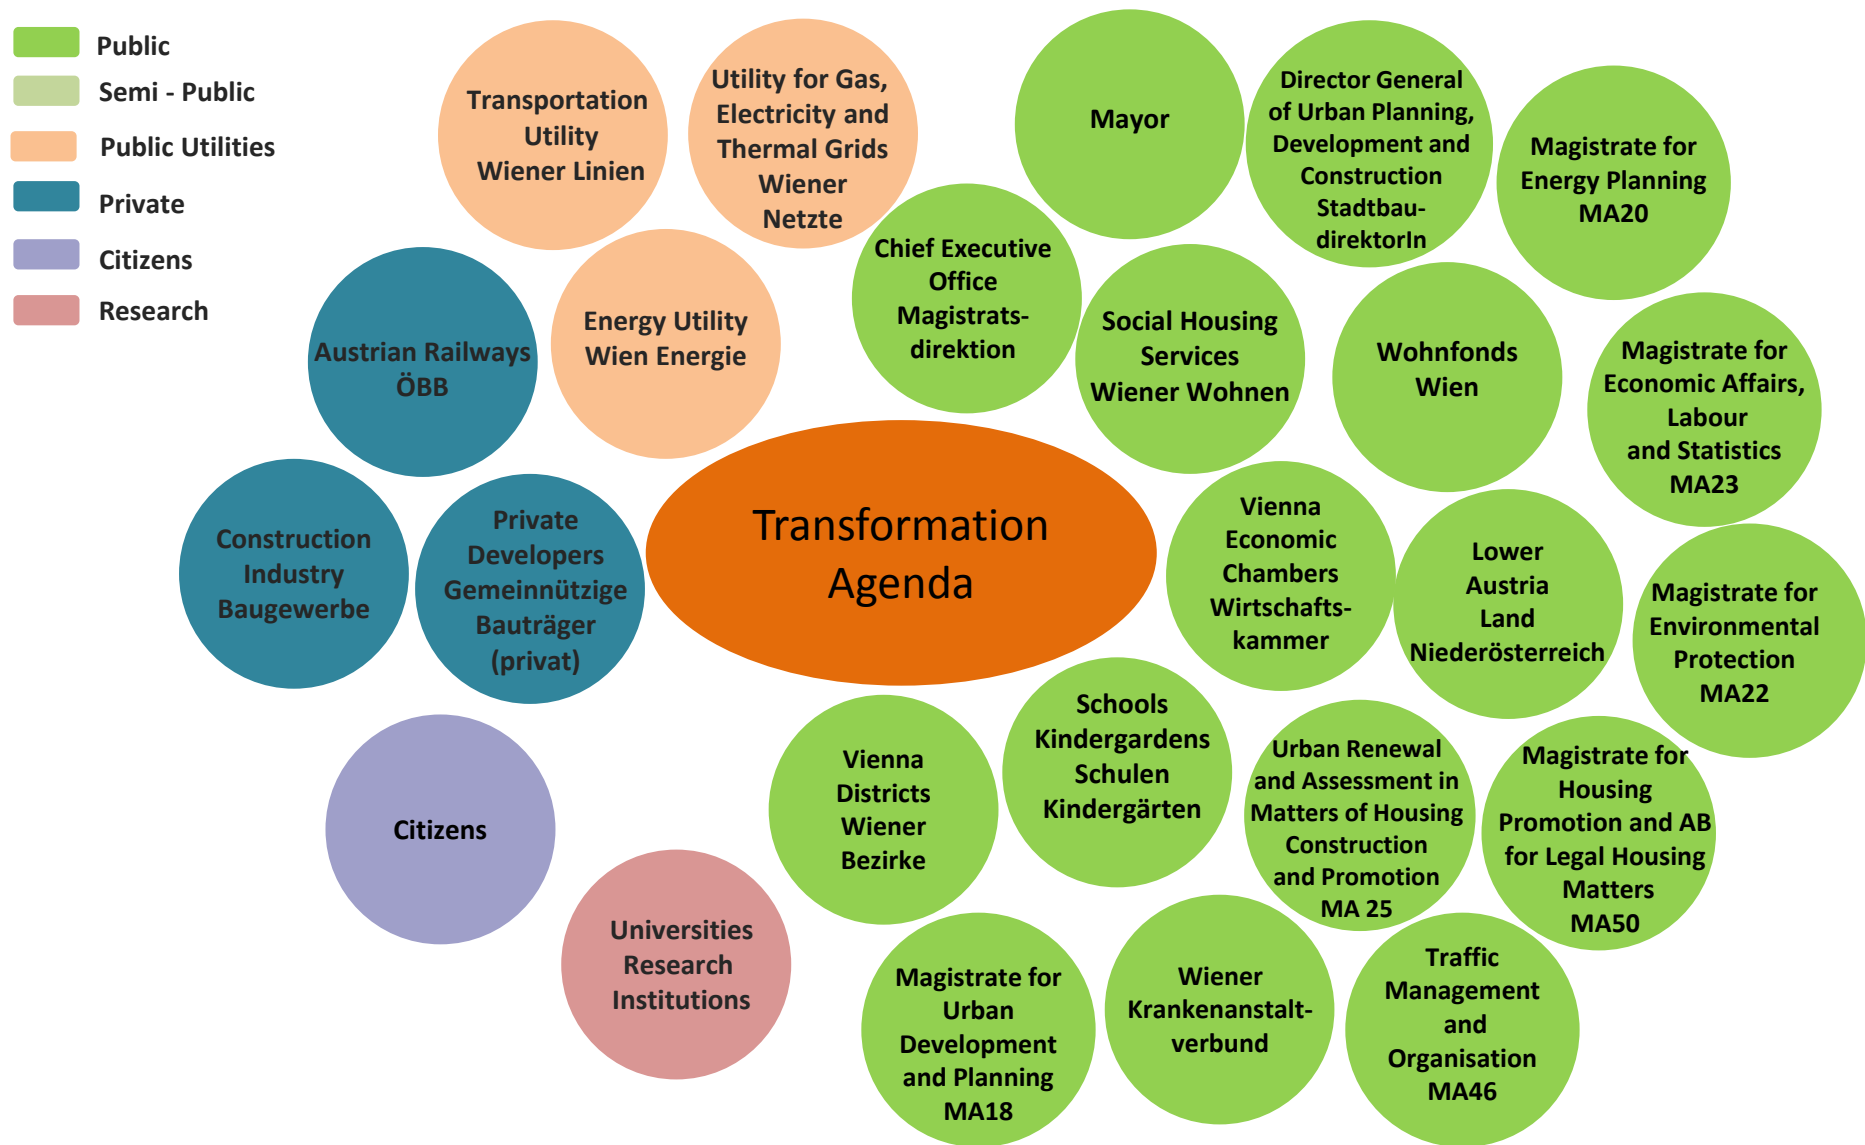 Public
Semi - Public
Public Utilities
Private
Citizens
Research
Transportation
Utility
Wiener Linien
Utility for Gas,
Electricity and
Thermal Grids
Wiener
Netzte
Mayor
Director General
of Urban Planning,
Development and
Construction
Stadtbau-
direktorIn
Magistrate for
Energy Planning
MA20
Chief Executive
Office
Magistrats-
direktion
Austrian Railways
ÖBB
Energy Utility
Wien Energie
Social Housing
Services
Wiener Wohnen
Wohnfonds
Wien
Magistrate for
Economic Affairs,
Labour
and Statistics
MA23
Construction
Industry
Baugewerbe
Private
Developers
Gemeinnützige
Bauträger
(privat)
Transformation
Agenda
Vienna
Economic
Chambers
Wirtschafts-
kammer
Lower
Austria
Land
Niederösterreich
Magistrate for
Environmental
Protection
MA22
Citizens
Vienna
Districts
Wiener
Bezirke
Schools
Kindergardens
Schulen
Kindergärten
Urban Renewal
and Assessment in
Matters of Housing
Construction
and Promotion
MA 25
Magistrate for
Housing
Promotion and AB
for Legal Housing
Matters
MA50
Universities
Research
Institutions
Magistrate for
Urban
Development
and Planning
MA18
Wiener
Krankenanstalt-
verbund
Traffic
Management
and
Organisation
MA46